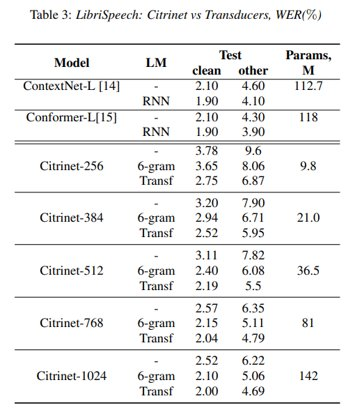 Table 3: LibriSpeech: Citrinet vs Transducers, WER(%)
Model LM Test Params,
clean other M
ContextNet-L [14] - 2.10 4.60 112.7
RNN 1.90 4.10
Conformer-L[15] - 2.10 4.30 118
RNN 1.90 3.90
- 3.78 9.6
Citrinet-256 6-gram 3.65 8.06 9.8
Transf 2.75 6.87
- 3.20 7.90
Citrinet-384 6-gram 2.94 6.71 21.0
Transf 2.52 5.95
- 3.11 7.82
Citrinet-512 6-gram 2.40 6.08 36.5
Transf 2.19 5.5
- 2.57 6.35
Citrinet-768 6-gram 2.15 5.11 81
Transf 2.04 4.79
- 2.52 6.22
Citrinet-1024 6-gram 2.10 5.06 142
Transf 2.00 4.69